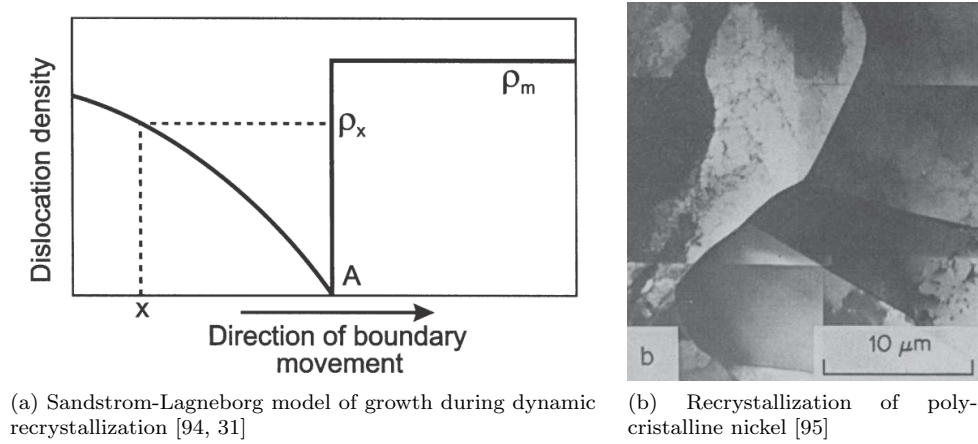 Dislocation density
ρm
ρx
A
x
Direction of boundary
movement
b
10 μm
(a) Sandstrom-Lagneborg model of growth during dynamic
recrystallization [94, 31]
(b) Recrystallization of poly-
cristalline nickel [95]